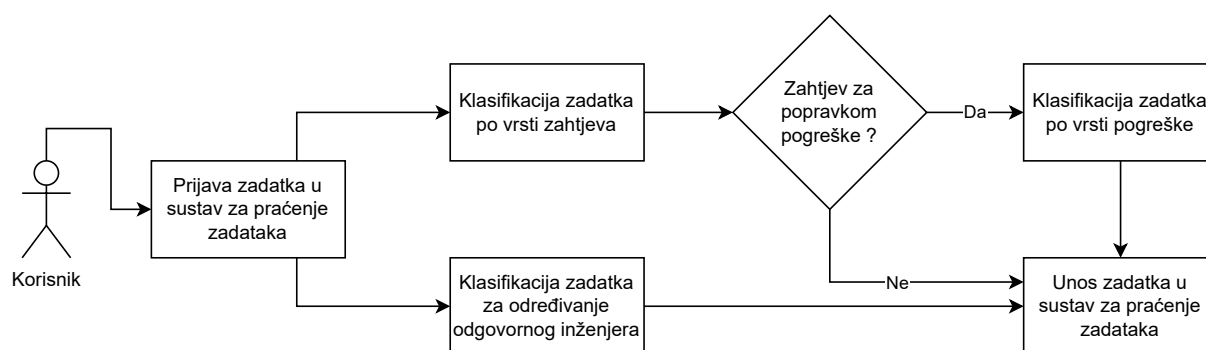 Korisnik
Prijava zadatka u
sustav za praćenje
zadataka
Klasifikacija zadatka
po vrsti zahtjeva
Zahtjev za
popravkom
pogreške ?
Da
Klasifikacija zadatka
po vrsti pogreške
Ne
Klasifikacija zadatka
za određivanje
odgovornog inženjera
Unos zadatka u
sustav za praćenje
zadataka